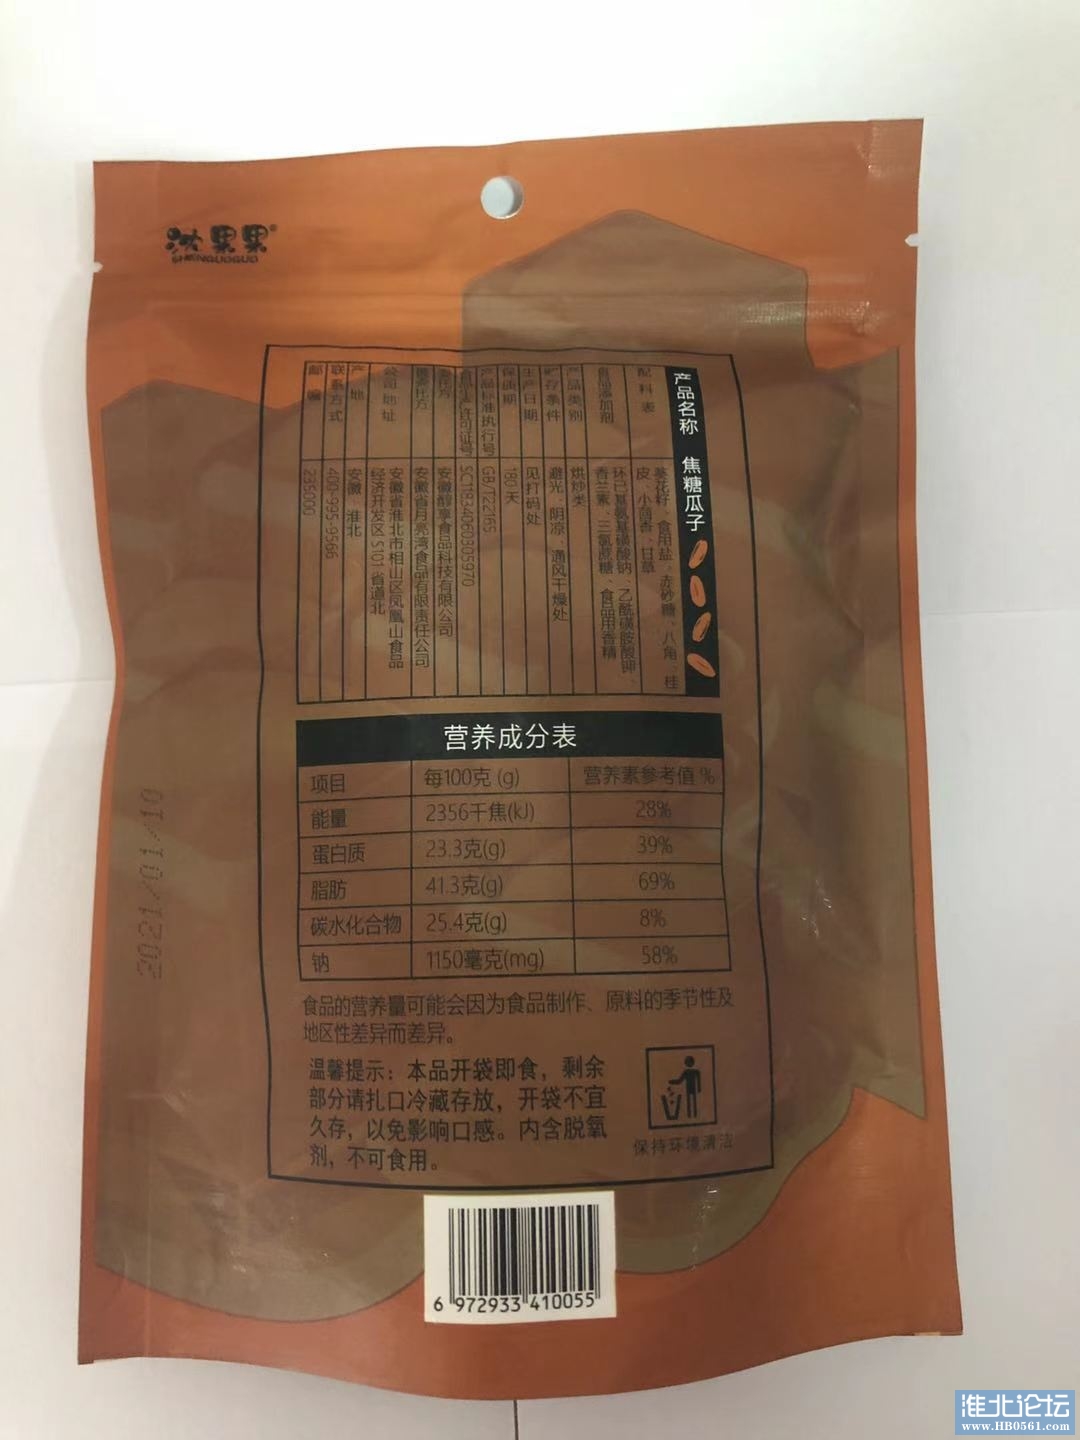 沈果果®
SHENGUOGUO
产品名称 焦糖瓜子
配料表 葵花籽、食用盐、赤砂糖、八角、桂
皮、小茴香、甘草
食品添加剂 环己基氨基磺酸钠、乙酰磺胺酸钾、
香兰素、三氯蔗糖、食品用香精
产品类别 烘炒类
贮存条件 避光、阴凉、通风干燥处
生产日期 见打码处
保质期 180天
产品标准执行号 GB/T22165
食品生产许可证号 SC11834060305970
委托方 安徽醇享食品科技有限公司
被委托方 安徽省月亮湾食品有限责任公司
公司地址 安徽省淮北市相山区凤凰山食品
经济开发区S101省道北
产地 安徽 淮北
联系方式 400-995-9566
邮编 235000
营养成分表
项目 每100克 (g) 营养素参考值 %
能量 2356千焦(kJ) 28%
蛋白质 23.3克(g) 39%
脂肪 41.3克(g) 69%
碳水化合物 25.4克(g) 8%
钠 1150毫克(mg) 58%
食品的营养量可能会因为食品制作、原料的季节性及
地区性差异而差异。
温馨提示：本品开袋即食，剩余
部分请扎口冷藏存放，开袋不宜
久存，以免影响口感。内含脱氧
剂，不可食用。
保持环境清洁
2021/01/10
6 972933 410055
淮北论坛
www.HB0561.com